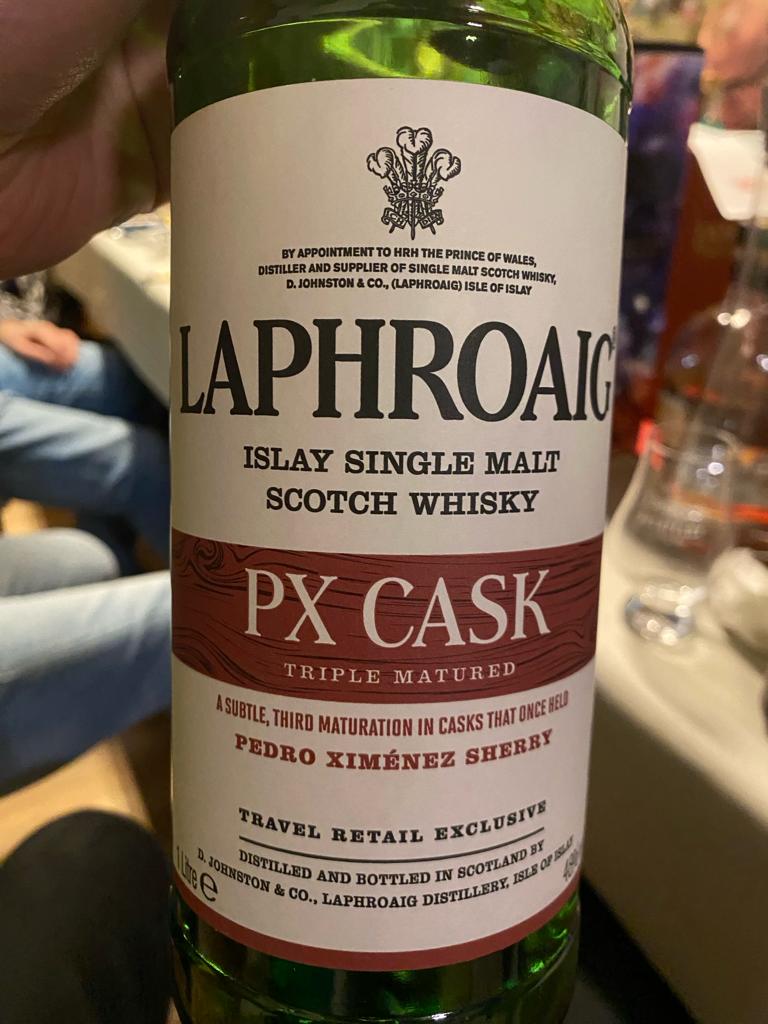 BY APPOINTMENT TO HRH THE PRINCE OF WALES,
DISTILLER AND SUPPLIER OF SINGLE MALT SCOTCH WHISKY,
D. JOHNSTON & CO., (LAPHROAIG) ISLE OF ISLAY
LAPHROAIG®
ISLAY SINGLE MALT
SCOTCH WHISKY
PX CASK
TRIPLE MATURED
A SUBTLE, THIRD MATURATION IN CASKS THAT ONCE HELD
PEDRO XIMÉNEZ SHERRY
TRAVEL RETAIL EXCLUSIVE
DISTILLED AND BOTTLED IN SCOTLAND BY
D. JOHNSTON & CO., LAPHROAIG DISTILLERY, ISLE OF ISLAY
1 Litre e